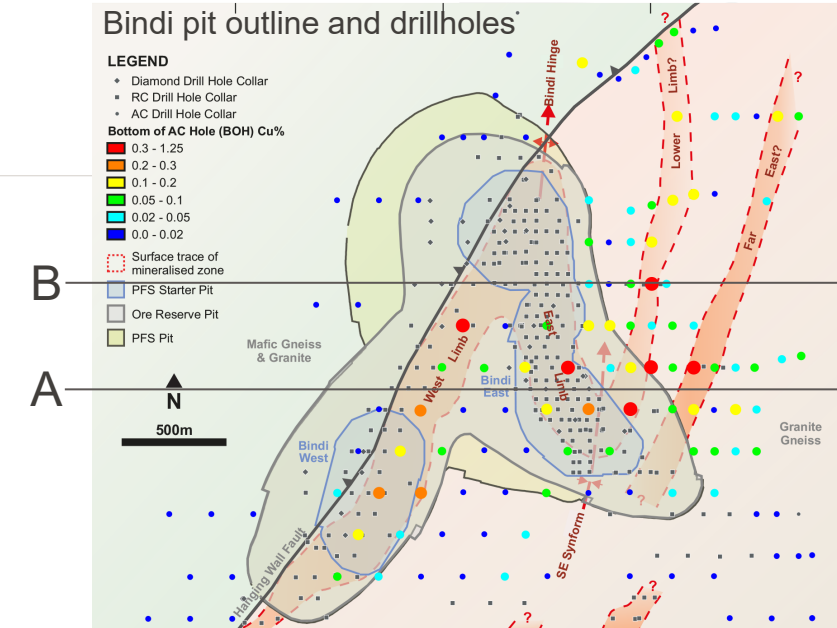 Bindi pit outline and drillholes
LEGEND
Diamond Drill Hole Collar
RC Drill Hole Collar
AC Drill Hole Collar
Bottom of AC Hole (BOH) Cu%
0.3 - 1.25
0.2 - 0.3
0.1 - 0.2
0.05 - 0.1
0.02 - 0.05
0.0 - 0.02
Surface trace of
mineralised zone
PFS Starter Pit
Ore Reserve Pit
PFS Pit
Bindi Hinge
?
Limb?
Lower
?
East?
Far
B
East
Limb
West
Limb
Mafic Gneiss
& Granite
A
N
500m
Bindi
East
Bindi
West
Granite
Gneiss
?
SE Synform
Hanging Wall Fault
?
?